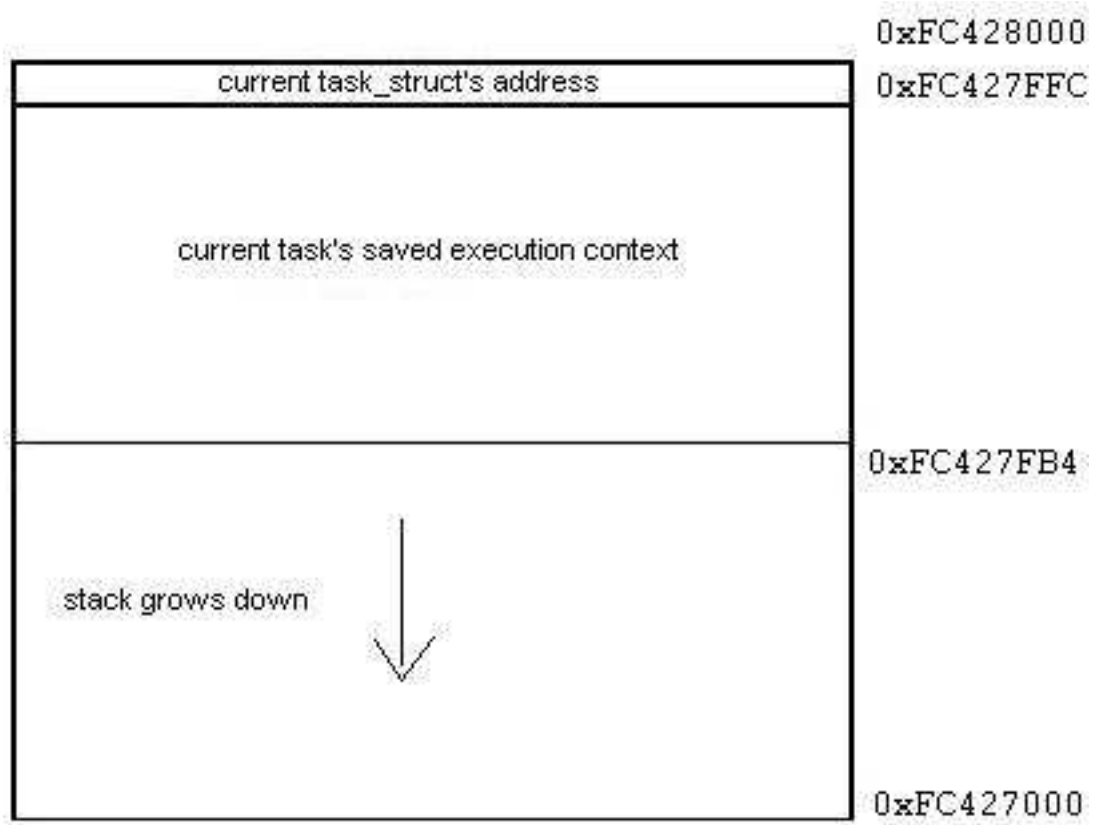 0xFC428000
current task_struct's address
0xFC427FFC
current task's saved execution context
0xFC427FB4
stack grows down
0xFC427000